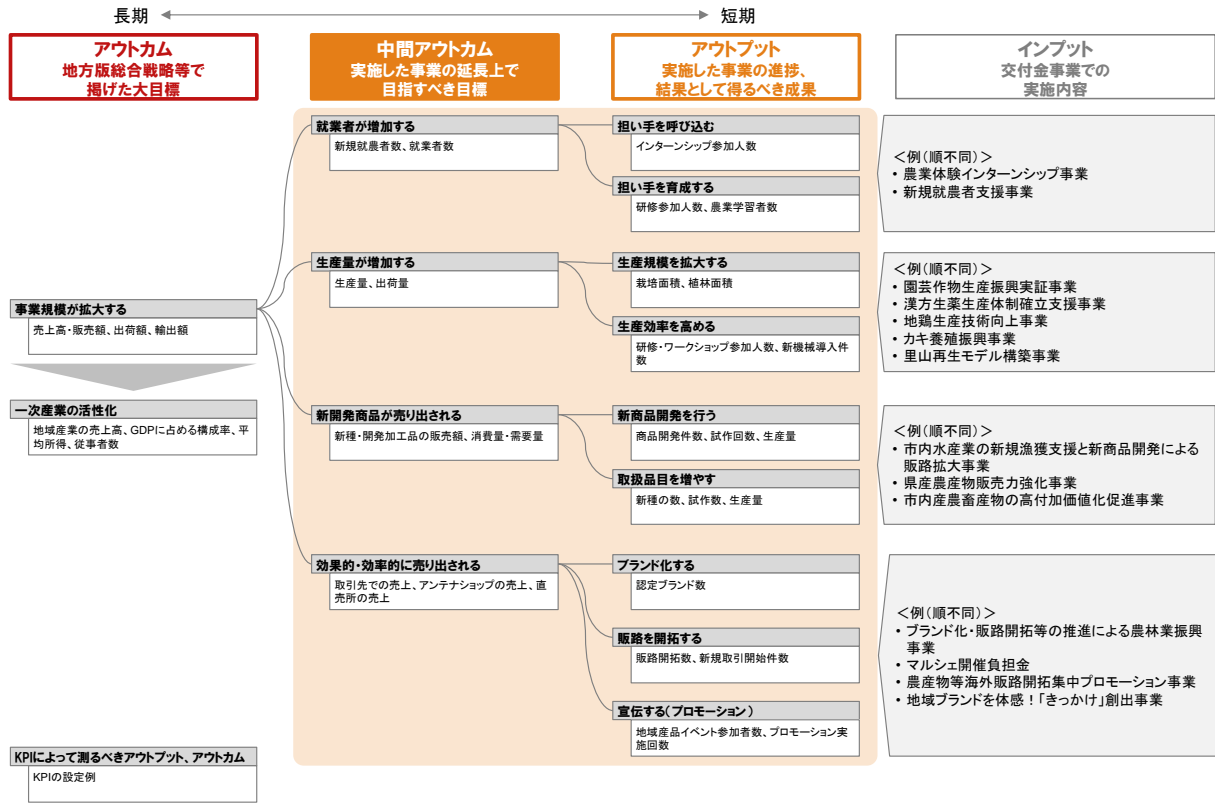 長期
短期
アウトカム
地方版総合戦略等で
掲げた大目標
中間アウトカム
実施した事業の延長上で
目指すべき目標
アウトプット
実施した事業の進捗、
結果として得るべき成果
インプット
交付金事業での
実施内容
事業規模が拡大する
売上高・販売額、出荷額、輸出額
一次産業の活性化
地域産業の売上高、GDPに占める構成率、平
均所得、従事者数
KPIによって測るべきアウトプット、アウトカム
KPIの設定例
就業者が増加する
新規就農者数、就業者数
生産量が増加する
生産量、出荷量
新開発商品が売り出される
新種・開発加工品の販売額、消費量・需要量
効果的・効率的に売り出される
取引先での売上、アンテナショップの売上、直
売所の売上
担い手を呼び込む
インターンシップ参加人数
担い手を育成する
研修参加人数、農業学習者数
生産規模を拡大する
栽培面積、植林面積
生産効率を高める
研修・ワークショップ参加人数、新機械導入件
数
新商品開発を行う
商品開発件数、試作回数、生産量
取扱品目を増やす
新種の数、試作数、生産量
ブランド化する
認定ブランド数
販路を開拓する
販路開拓数、新規取引開始件数
宣伝する(プロモーション)
地域産品イベント参加者数、プロモーション実
施回数
＜例(順不同)＞
・農業体験インターンシップ事業
・新規就農者支援事業
＜例(順不同)＞
・園芸作物生産振興実証事業
・漢方生薬生産体制確立支援事業
・地鶏生産技術向上事業
・カキ養殖振興事業
・里山再生モデル構築事業
＜例(順不同)＞
・市内水産業の新規漁獲支援と新商品開発による
販路拡大事業
・県産農産物販売力強化事業
・市内産農畜産物の高付加価値化促進事業
＜例(順不同)＞
・ブランド化・販路開拓等の推進による農林業振興
事業
・マルシェ開催負担金
・農産物等海外販路開拓集中プロモーション事業
・地域ブランドを体感！「きっかけ」創出事業